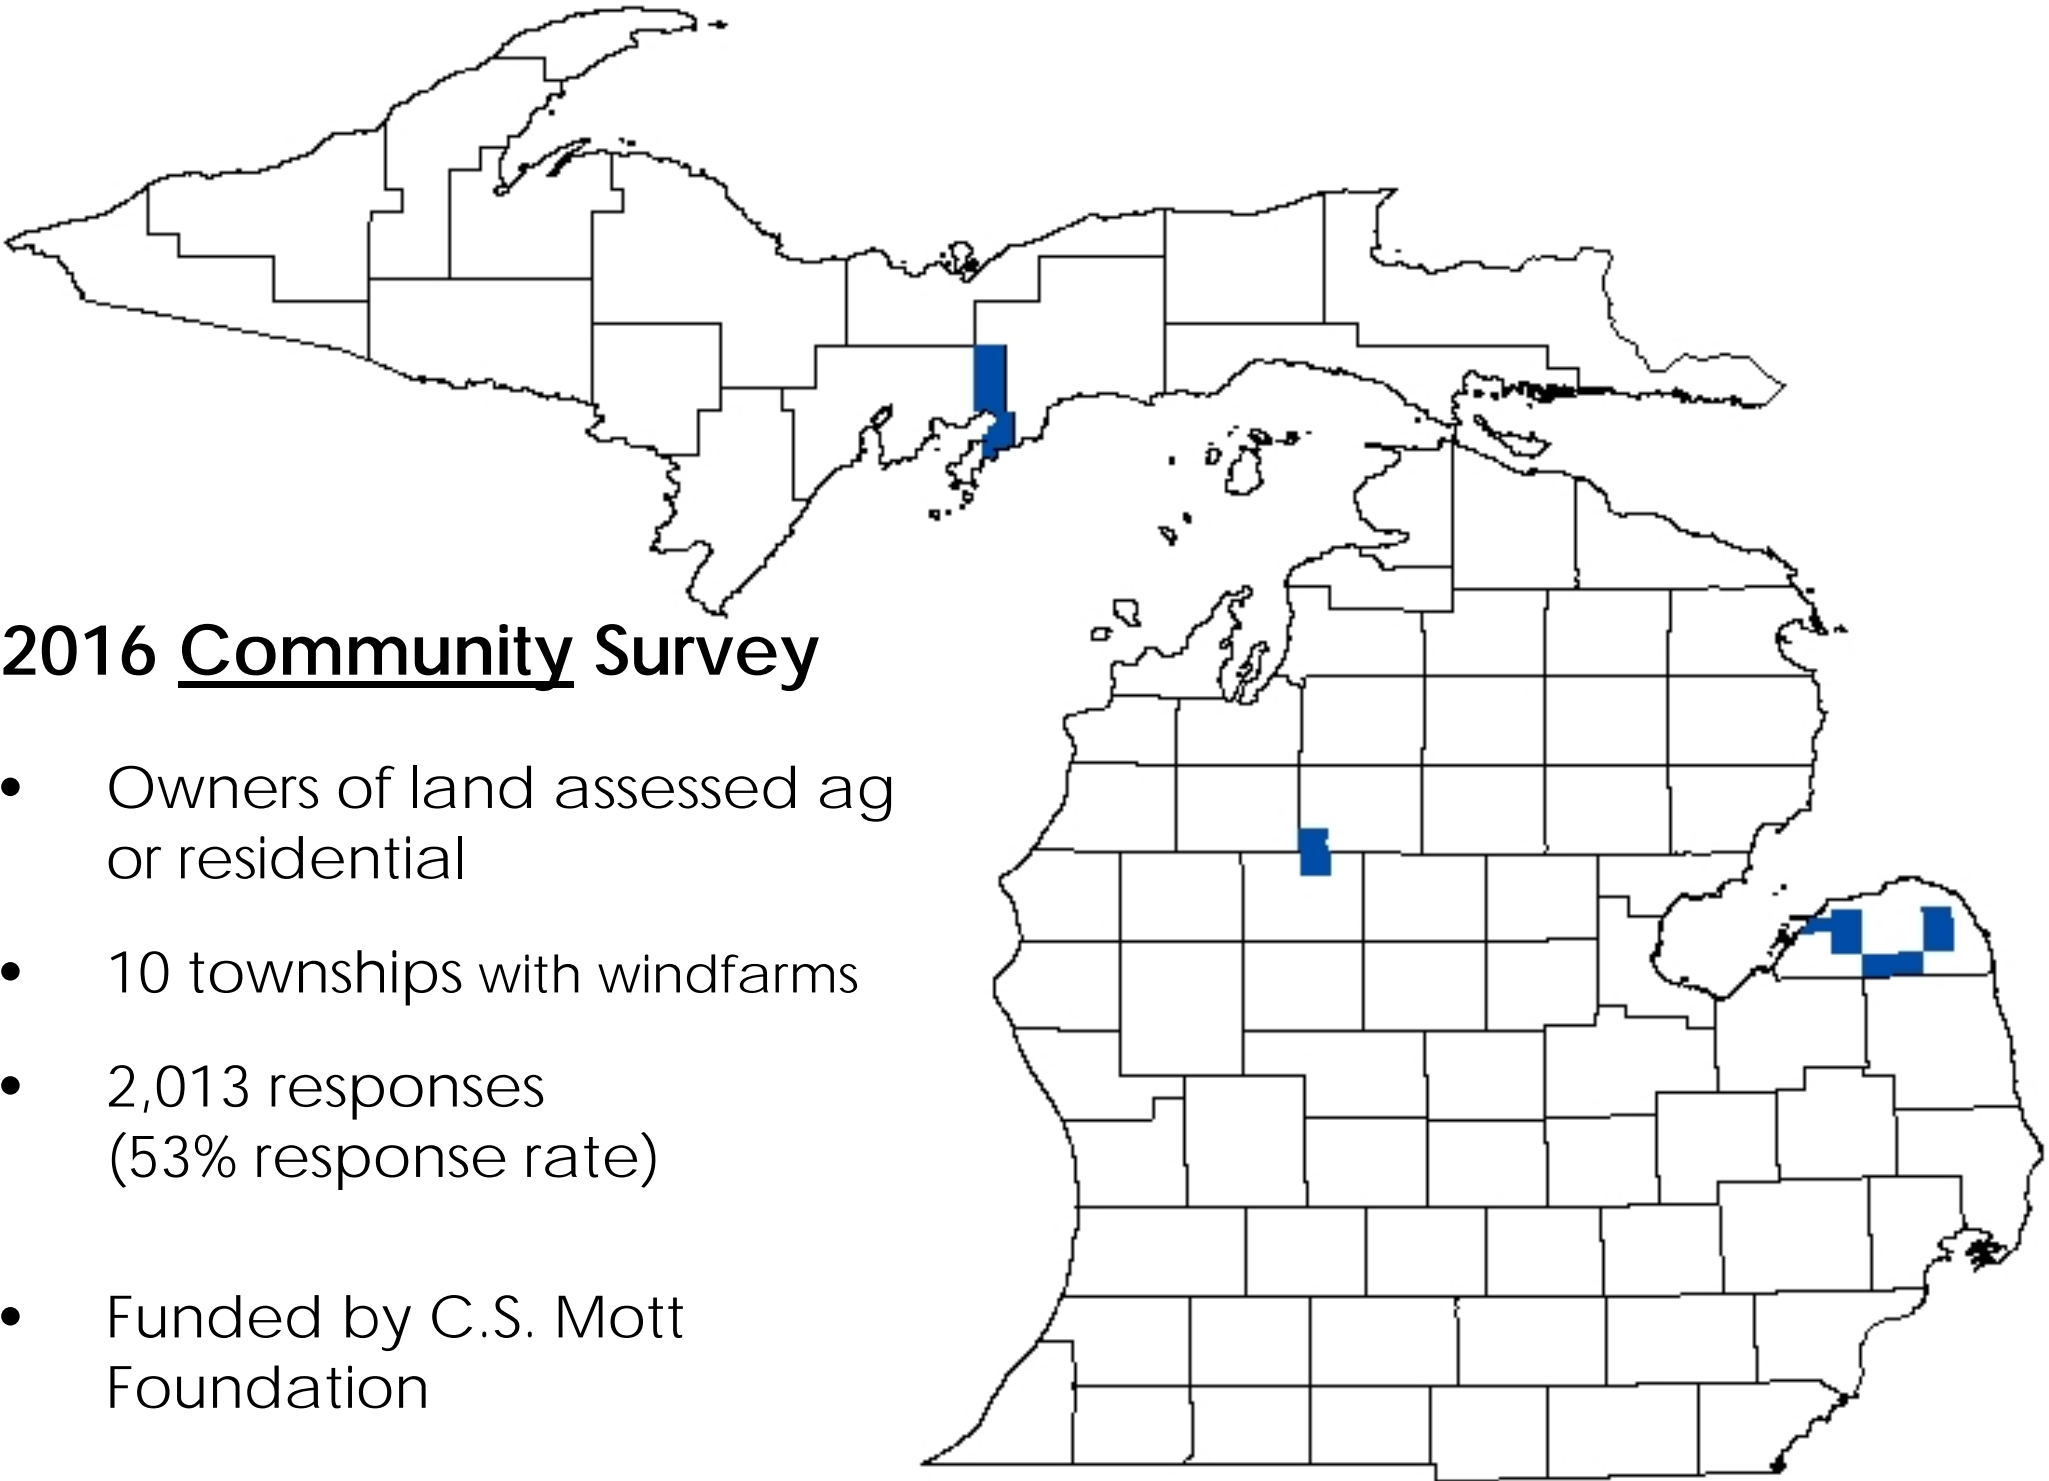 2016 Community Survey
• Owners of land assessed ag
or residential
• 10 townships with windfarms
• 2,013 responses
(53% response rate)
• Funded by C.S. Mott
Foundation